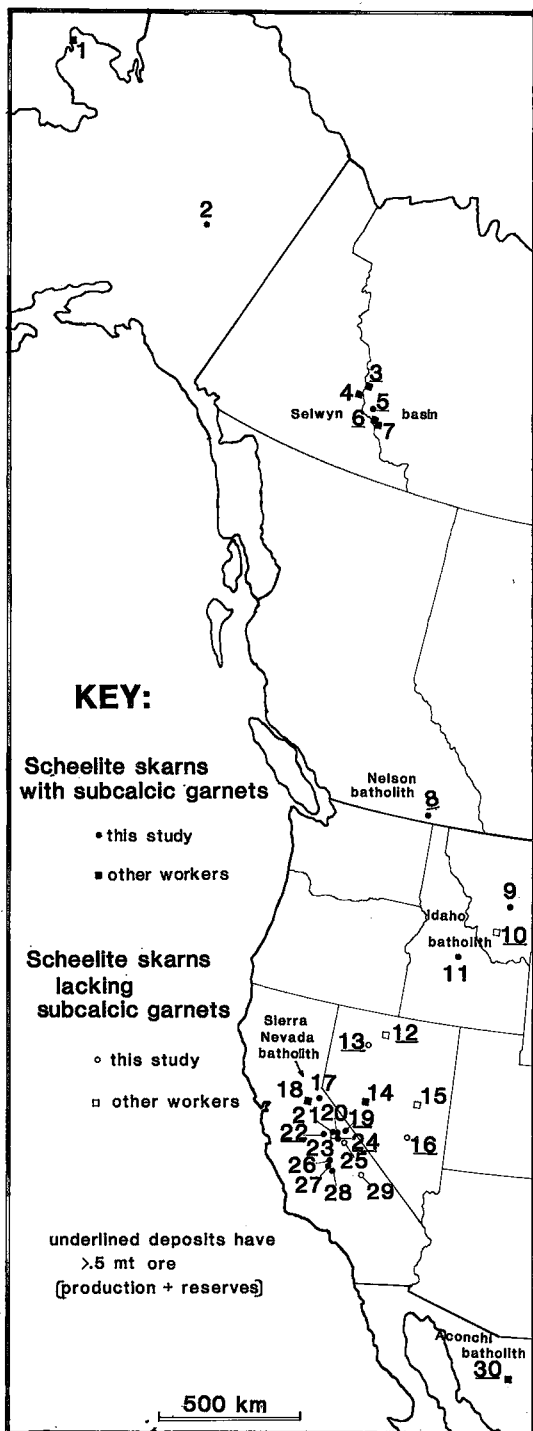 1
2
3
4
5
Selwyn basin
6
7
KEY:
Scheelite skarns
with subcalcic garnets
• this study
■ other workers
Nelson
batholith
8
9
Idaho
batholith
10
11
Scheelite skarns
lacking
subcalcic garnets
○ this study
□ other workers
Sierra
Nevada
batholith
13
12
17
18
14
15
21
20
19
22
16
23
24
25
26
27
28
29
underlined deposits have
>.5 mt ore
[production + reserves]
Aconchi
batholith
30
500 km